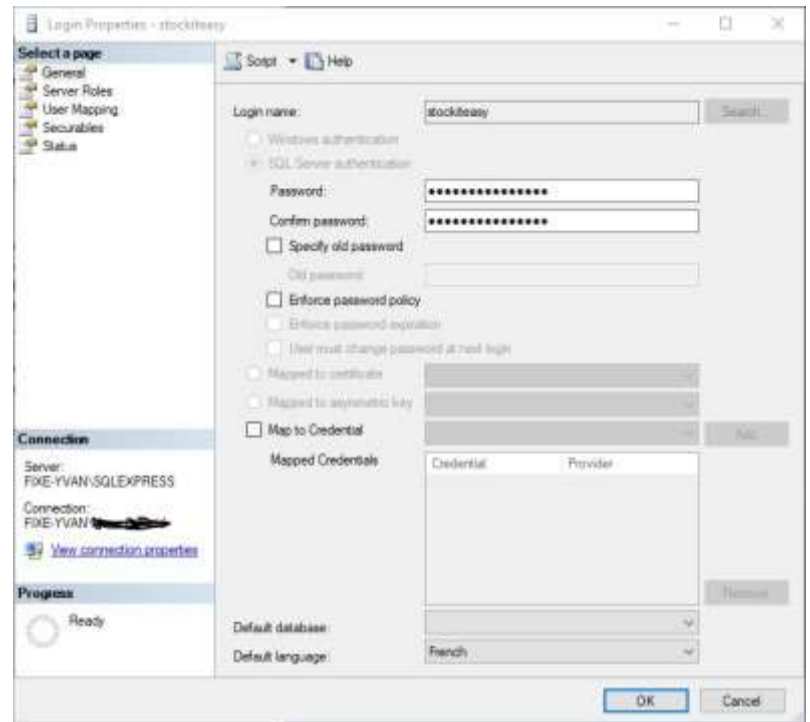 Login Properties - stockiteasy
Select a page
General
Server Roles
User Mapping
Securables
Status
Script
Help
Login name:
stockiteasy
Search...
Windows authentication
SQL Server authentication
Password:
●●●●●●●●●●●●●●●
Confirm password:
●●●●●●●●●●●●●●●
Specify old password
Old password:
Enforce password policy
Enforce password expiration
User must change password at next login
Mapped to certificate
Mapped to asymmetric key
Map to Credential
Add
Mapped Credentials
Credential
Provider
Remove
Default database:
Default language:
French
Connection
Server:
FIXE-YVAN\SQLEXPRESS
Connection:
FIXE-YVAN\
View connection properties
Progress
Ready
OK
Cancel